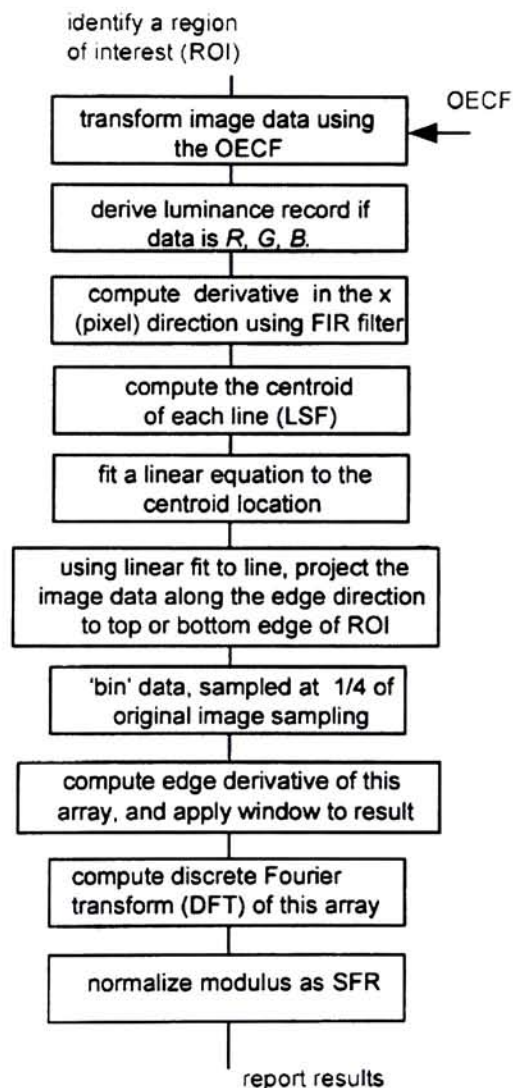 identify a region
of interest (ROI)
OECF
transform image data using
the OECF
derive luminance record if
data is R, G, B.
compute derivative in the x
(pixel) direction using FIR filter
compute the centroid
of each line (LSF)
fit a linear equation to the
centroid location
using linear fit to line, project the
image data along the edge direction
to top or bottom edge of ROI
'bin' data, sampled at 1/4 of
original image sampling
compute edge derivative of this
array, and apply window to result
compute discrete Fourier
transform (DFT) of this array
normalize modulus as SFR
report results